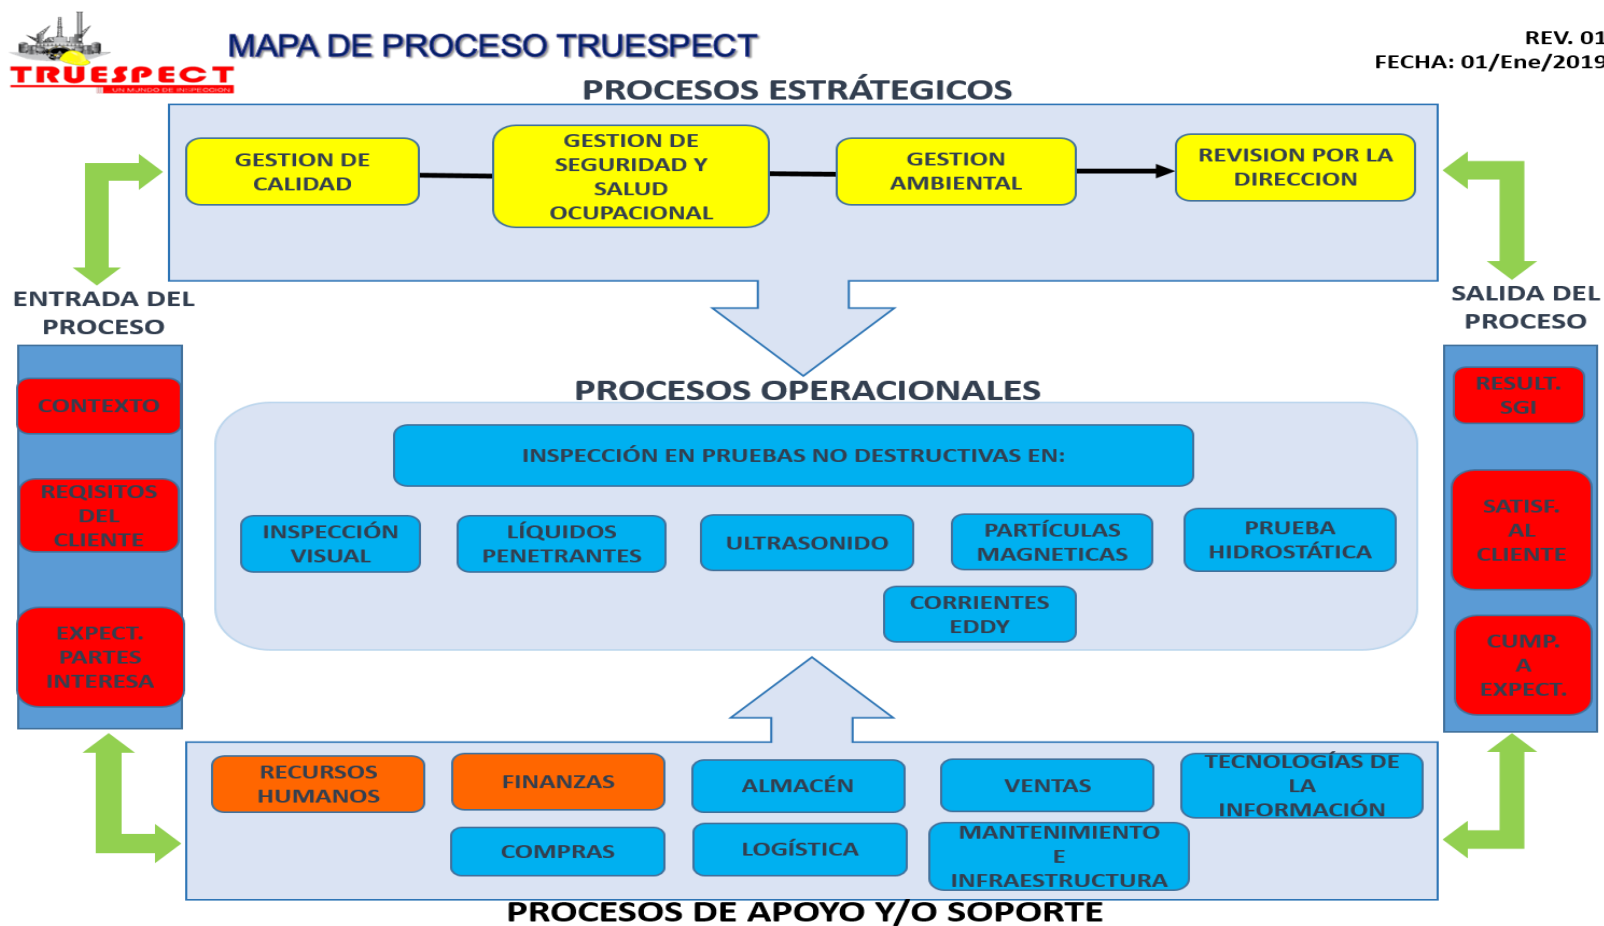 MAPA DE PROCESO TRUESPECT
REV. 01
FECHA: 01/Ene/2019
TRUESPECT
UN MUNDO DE INSPECCION
PROCESOS ESTRÁTEGICOS
GESTION DE
CALIDAD
GESTION DE
SEGURIDAD Y
SALUD
OCUPACIONAL
GESTION
AMBIENTAL
REVISION POR LA
DIRECCION
ENTRADA DEL
PROCESO
CONTEXTO
REQISITOS
DEL
CLIENTE
EXPECT.
PARTES
INTERESA
PROCESOS OPERACIONALES
INSPECCIÓN EN PRUEBAS NO DESTRUCTIVAS EN:
INSPECCIÓN
VISUAL
LÍQUIDOS
PENETRANTES
ULTRASONIDO
PARTÍCULAS
MAGNETICAS
PRUEBA
HIDROSTÁTICA
CORRIENTES
EDDY
SALIDA DEL
PROCESO
RESULT.
SGI
SATISF.
AL
CLIENTE
CUMP.
A
EXPECT.
RECURSOS
HUMANOS
FINANZAS
ALMACÉN
VENTAS
TECNOLOGÍAS DE
LA
INFORMACIÓN
COMPRAS
LOGÍSTICA
MANTENIMIENTO
E
INFRAESTRUCTURA
PROCESOS DE APOYO Y/O SOPORTE